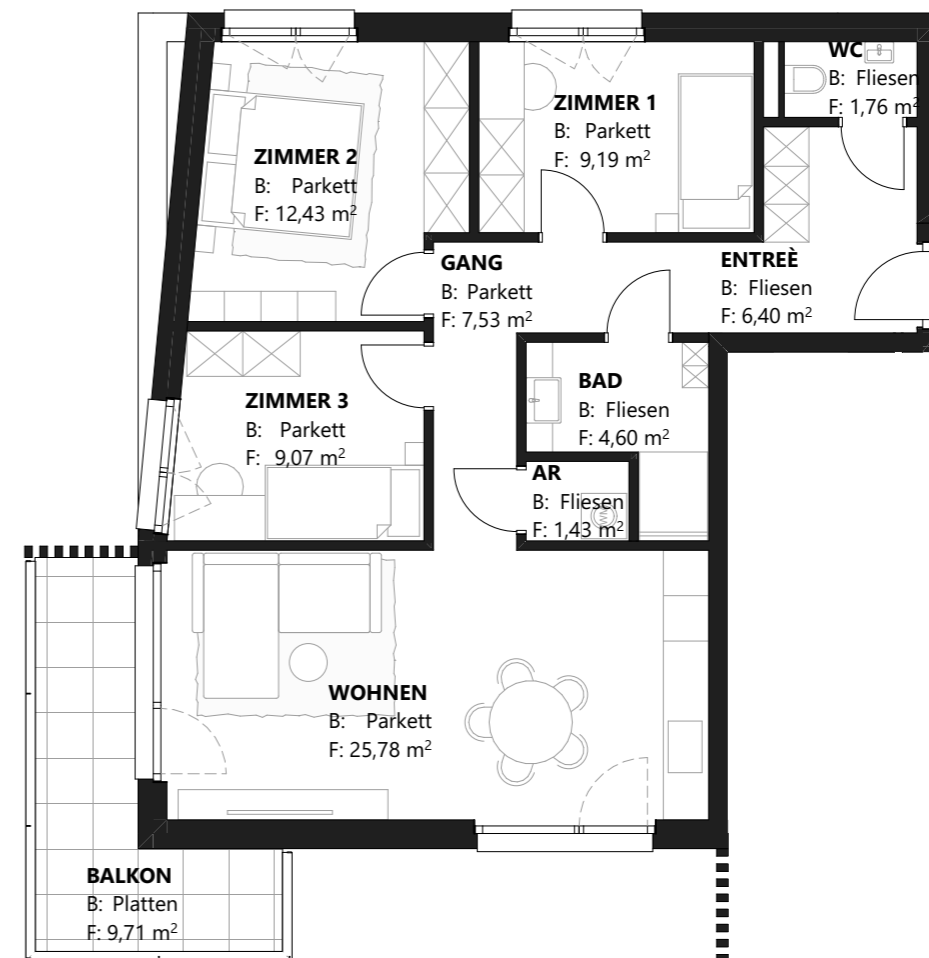 WC
B: Fliesen
F: 1,76 m²
ZIMMER 1
B: Parkett
F: 9,19 m²
ZIMMER 2
B: Parkett
F: 12,43 m²
GANG
B: Parkett
F: 7,53 m²
ENTREÈ
B: Fliesen
F: 6,40 m²
BAD
B: Fliesen
F: 4,60 m²
ZIMMER 3
B: Parkett
F: 9,07 m²
AR
B: Fliesen
F: 1,43 m²
WOHNEN
B: Parkett
F: 25,78 m²
BALKON
B: Platten
F: 9,71 m²